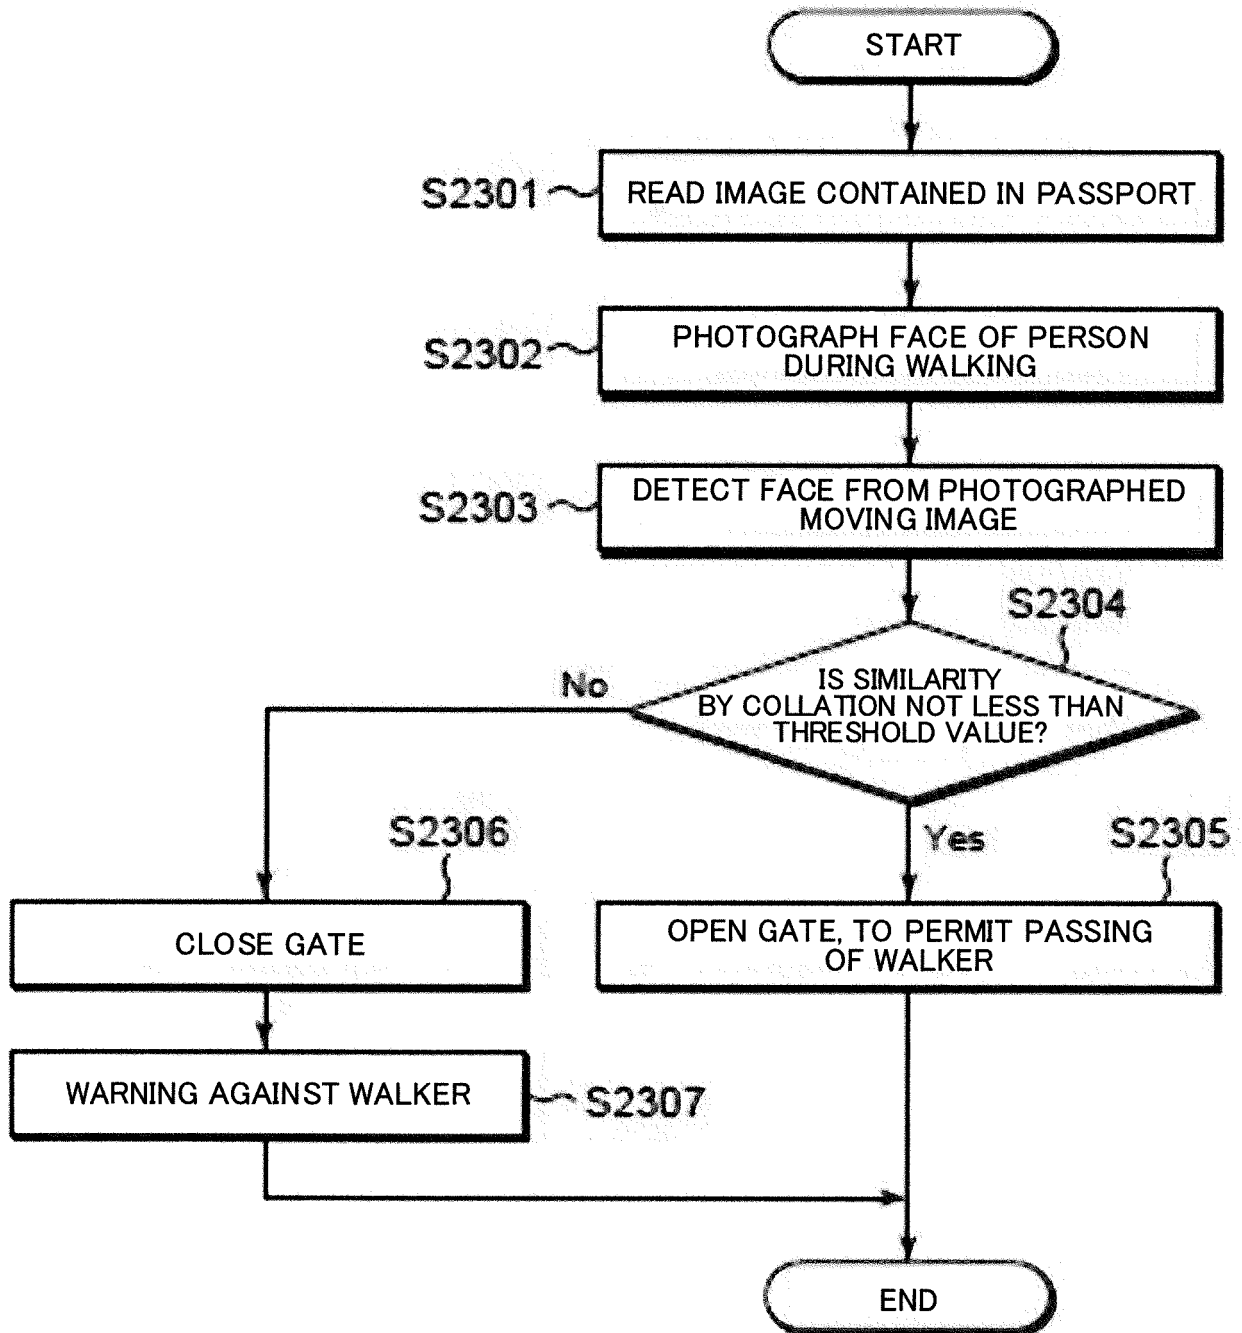 START
S2301
READ IMAGE CONTAINED IN PASSPORT
S2302
PHOTOGRAPH FACE OF PERSON
DURING WALKING
S2303
DETECT FACE FROM PHOTOGRAPHED
MOVING IMAGE
S2304
IS SIMILARITY
BY COLLATION NOT LESS THAN
THRESHOLD VALUE?
No
Yes
S2306
S2305
CLOSE GATE
OPEN GATE, TO PERMIT PASSING
OF WALKER
WARNING AGAINST WALKER
S2307
END